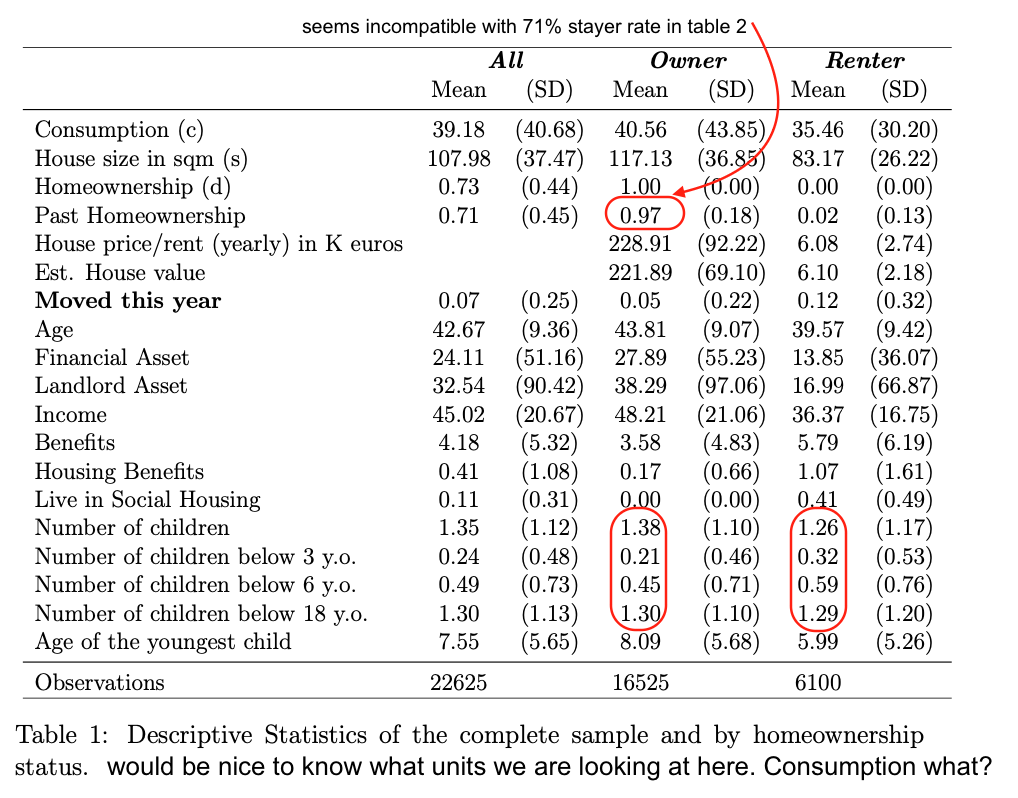 seems incompatible with 71% stayer rate in table 2
All Owner Renter
Mean (SD) Mean (SD) Mean (SD)
Consumption (c) 39.18 (40.68) 40.56 (43.85) 35.46 (30.20)
House size in sqm (s) 107.98 (37.47) 117.13 (36.85) 83.17 (26.22)
Homeownership (d) 0.73 (0.44) 1.00 (0.00) 0.00 (0.00)
Past Homeownership 0.71 (0.45) 0.97 (0.18) 0.02 (0.13)
House price/rent (yearly) in K euros 228.91 (92.22) 6.08 (2.74)
Est. House value 221.89 (69.10) 6.10 (2.18)
Moved this year 0.07 (0.25) 0.05 (0.22) 0.12 (0.32)
Age 42.67 (9.36) 43.81 (9.07) 39.57 (9.42)
Financial Asset 24.11 (51.16) 27.89 (55.23) 13.85 (36.07)
Landlord Asset 32.54 (90.42) 38.29 (97.06) 16.99 (66.87)
Income 45.02 (20.67) 48.21 (21.06) 36.37 (16.75)
Benefits 4.18 (5.32) 3.58 (4.83) 5.79 (6.19)
Housing Benefits 0.41 (1.08) 0.17 (0.66) 1.07 (1.61)
Live in Social Housing 0.11 (0.31) 0.00 (0.00) 0.41 (0.49)
Number of children 1.35 (1.12) 1.38 (1.10) 1.26 (1.17)
Number of children below 3 y.o. 0.24 (0.48) 0.21 (0.46) 0.32 (0.53)
Number of children below 6 y.o. 0.49 (0.73) 0.45 (0.71) 0.59 (0.76)
Number of children below 18 y.o. 1.30 (1.13) 1.30 (1.10) 1.29 (1.20)
Age of the youngest child 7.55 (5.65) 8.09 (5.68) 5.99 (5.26)
Observations 22625 16525 6100
Table 1: Descriptive Statistics of the complete sample and by homeownership
status. would be nice to know what units we are looking at here. Consumption what?